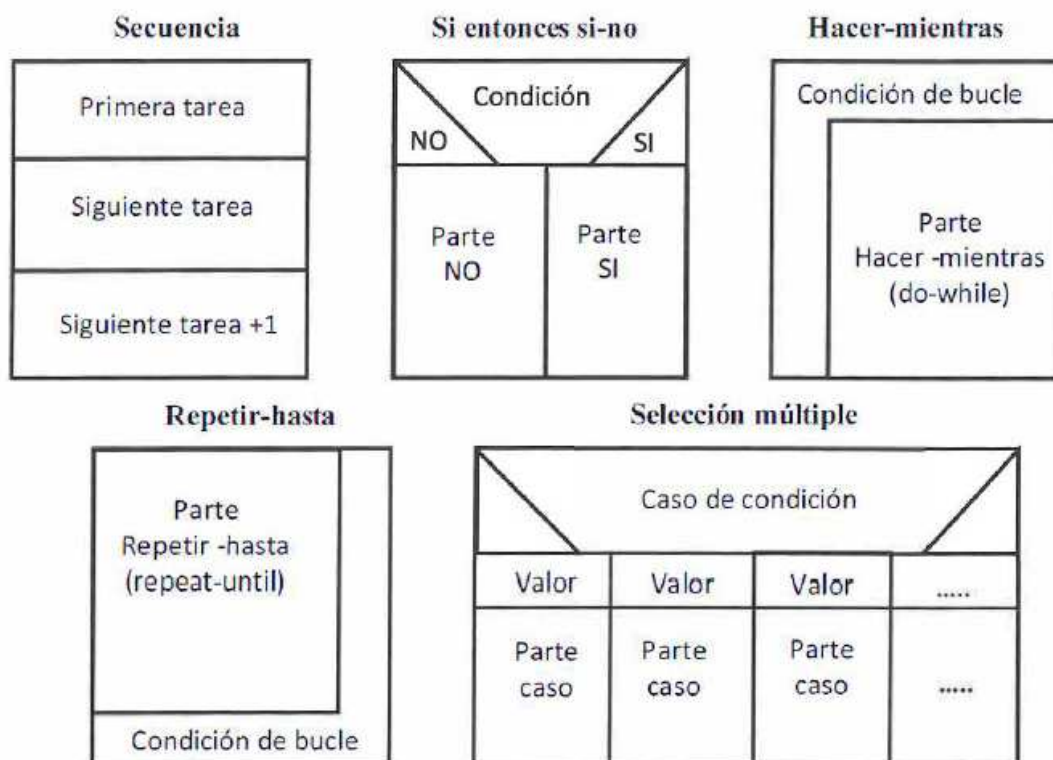 Secuencia
Primera tarea
Siguiente tarea
Siguiente tarea +1
Si entonces si-no
Condición
NO
SI
Parte
NO
Parte
SI
Hacer-mientras
Condición de bucle
Parte
Hacer -mientras
(do-while)
Repetir-hasta
Parte
Repetir -hasta
(repeat-until)
Condición de bucle
Selección múltiple
Caso de condición
Valor
Valor
Valor
.....
Parte
caso
Parte
caso
Parte
caso
.....